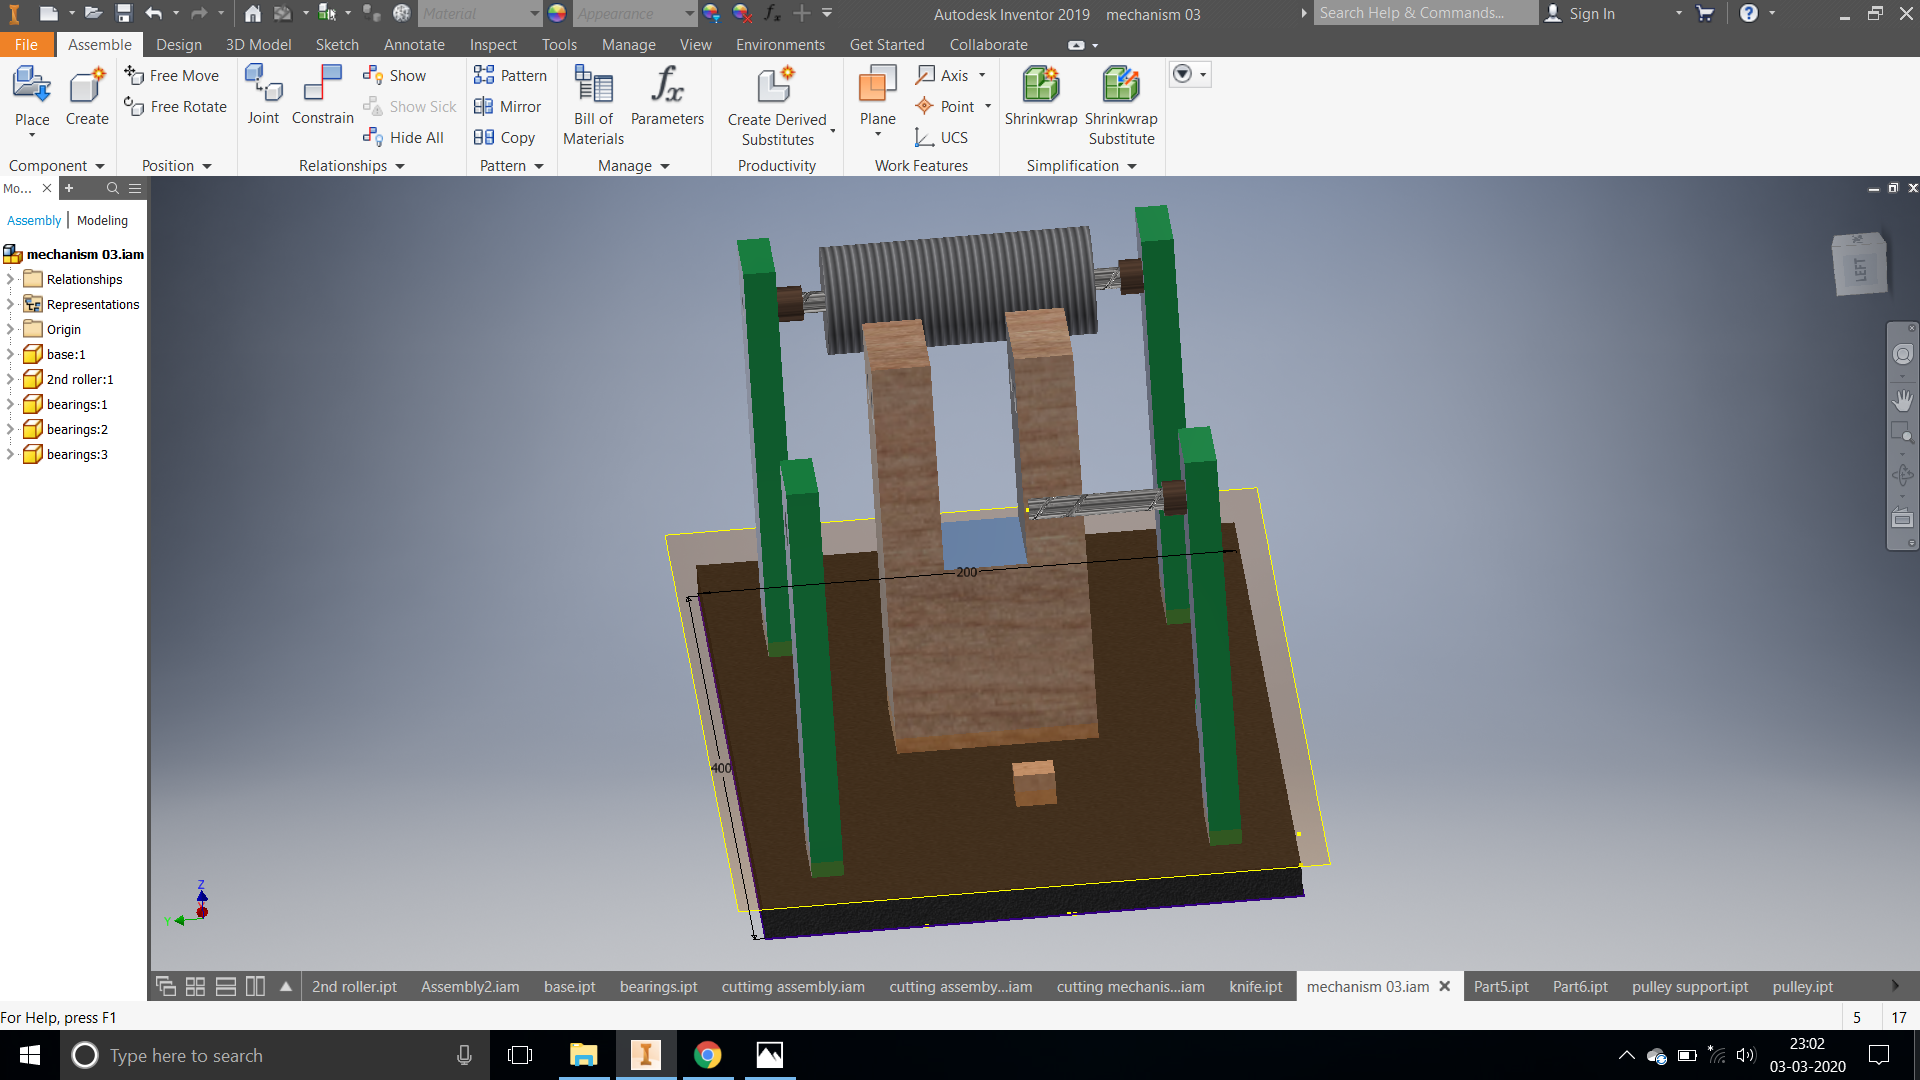 Material
Appearance
fx
Autodesk Inventor 2019 mechanism 03
Search Help & Commands...
Sign In
File Assemble Design 3D Model Sketch Annotate Inspect Tools Manage View Environments Get Started Collaborate
Place
Create
Free Move
Free Rotate
Joint
Constrain
Show
Show Sick
Hide All
Pattern
Mirror
Copy
Bill of
Materials
fx
Parameters
Create Derived
Substitutes
Plane
Axis
Point
UCS
Shrinkwrap
Shrinkwrap
Substitute
Component Position Relationships Pattern Manage Productivity Work Features Simplification
Mo...
Assembly Modeling
mechanism 03.iam
Relationships
Representations
Origin
base:1
2nd roller:1
bearings:1
bearings:2
bearings:3
LEFT
200
400
Z
Y
2nd roller.ipt Assembly2.iam base.ipt bearings.ipt cuttimg assembly.iam cutting assemby...iam cutting mechanis...iam knife.ipt mechanism 03.iam Part5.ipt Part6.ipt pulley support.ipt pulley.ipt
For Help, press F1
5 17
Type here to search
23:02
03-03-2020